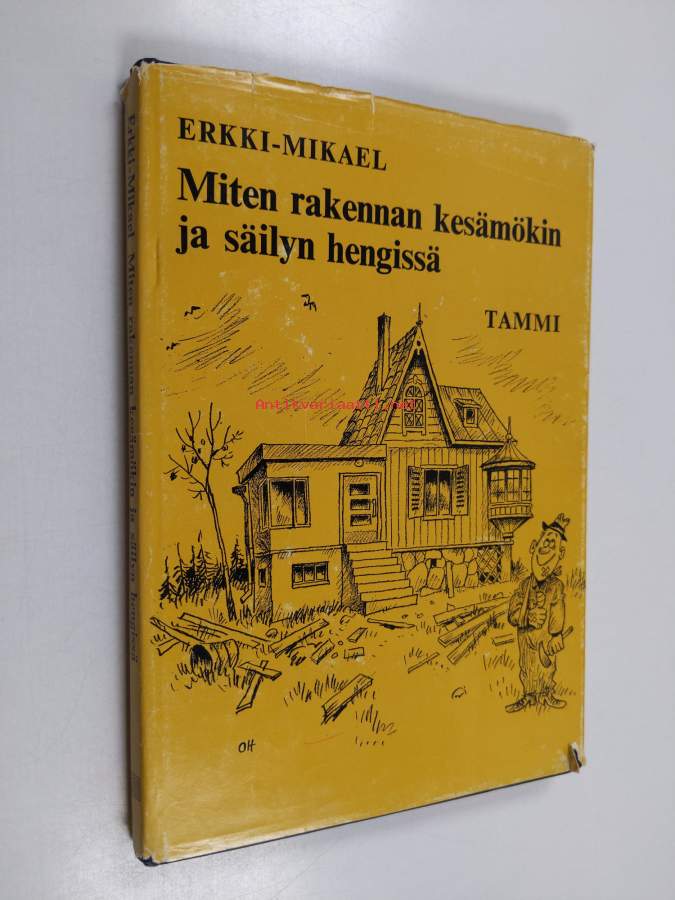 ERKKI-MIKAEL
Miten rakennan kesämökin
ja säilyn hengissä
TAMMI
Antikvariaatti.net
OH
Erkki-Mikael Miten rakennan kesämökin ja säilyn hengissä